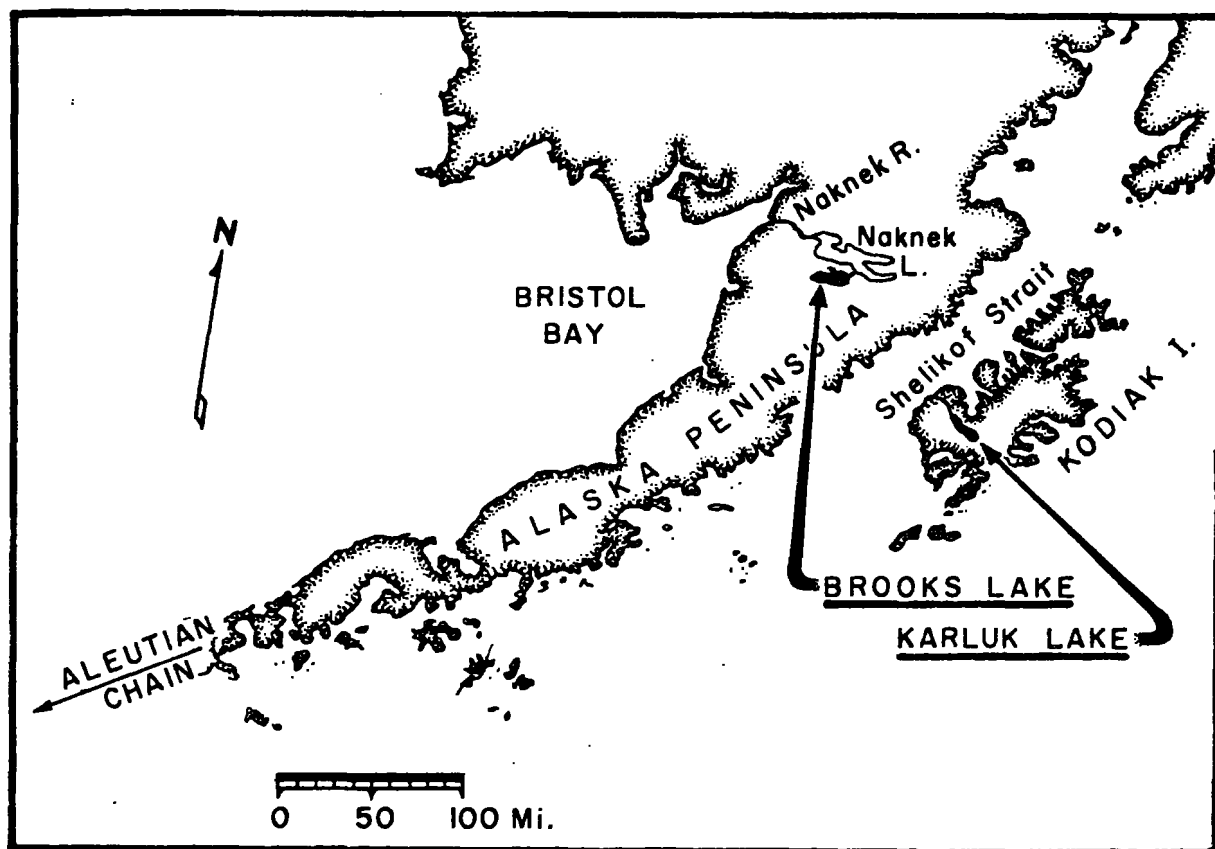 Naknek R.
Naknek
L.
N
BRISTOL
BAY
Shelikof Strait
ALASKA PENINSULA
KODIAK I.
BROOKS LAKE
KARLUK LAKE
ALEUTIAN
CHAIN
0 50 100 Mi.